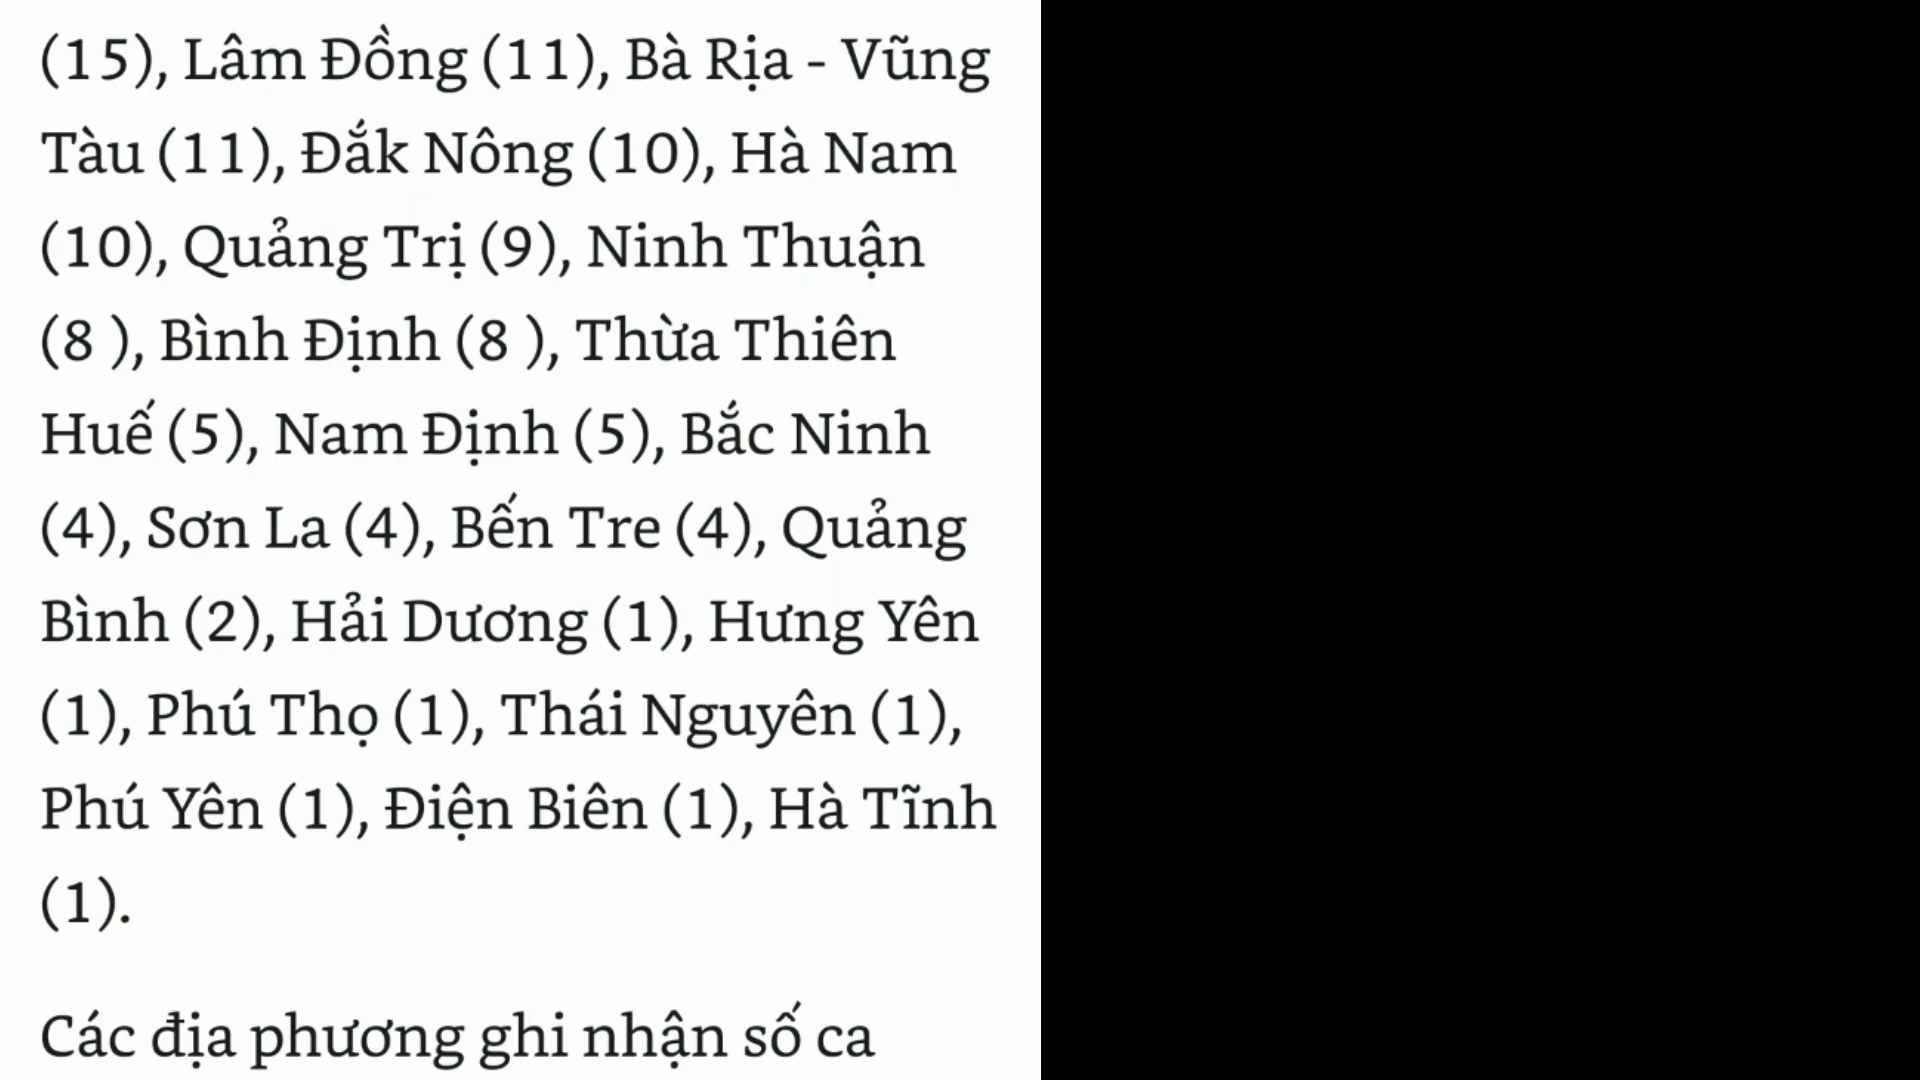 (15), Lâm Đồng (11), Bà Rịa - Vũng
Tàu (11), Đắk Nông (10), Hà Nam
(10), Quảng Trị (9), Ninh Thuận
(8 ), Bình Định (8 ), Thừa Thiên
Huế (5), Nam Định (5), Bắc Ninh
(4), Sơn La (4), Bến Tre (4), Quảng
Bình (2), Hải Dương (1), Hưng Yên
(1), Phú Thọ (1), Thái Nguyên (1),
Phú Yên (1), Điện Biên (1), Hà Tĩnh
(1).
Các địa phương ghi nhận số ca